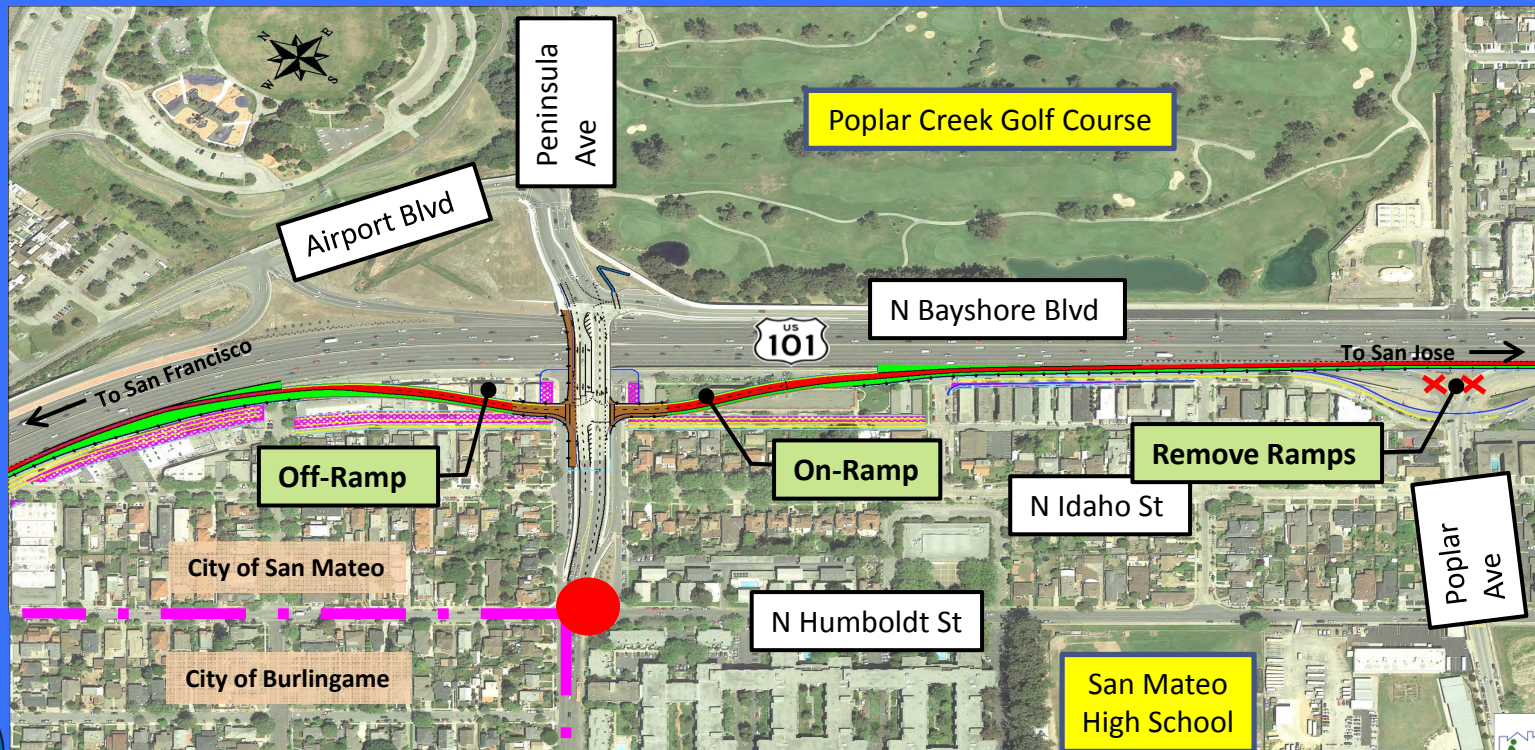 N
E
W
S
Peninsula
Ave
Poplar Creek Golf Course
Airport Blvd
N Bayshore Blvd
US
101
To San Francisco
To San Jose
Off-Ramp
On-Ramp
Remove Ramps
N Idaho St
Poplar
Ave
City of San Mateo
N Humboldt St
City of Burlingame
San Mateo
High School